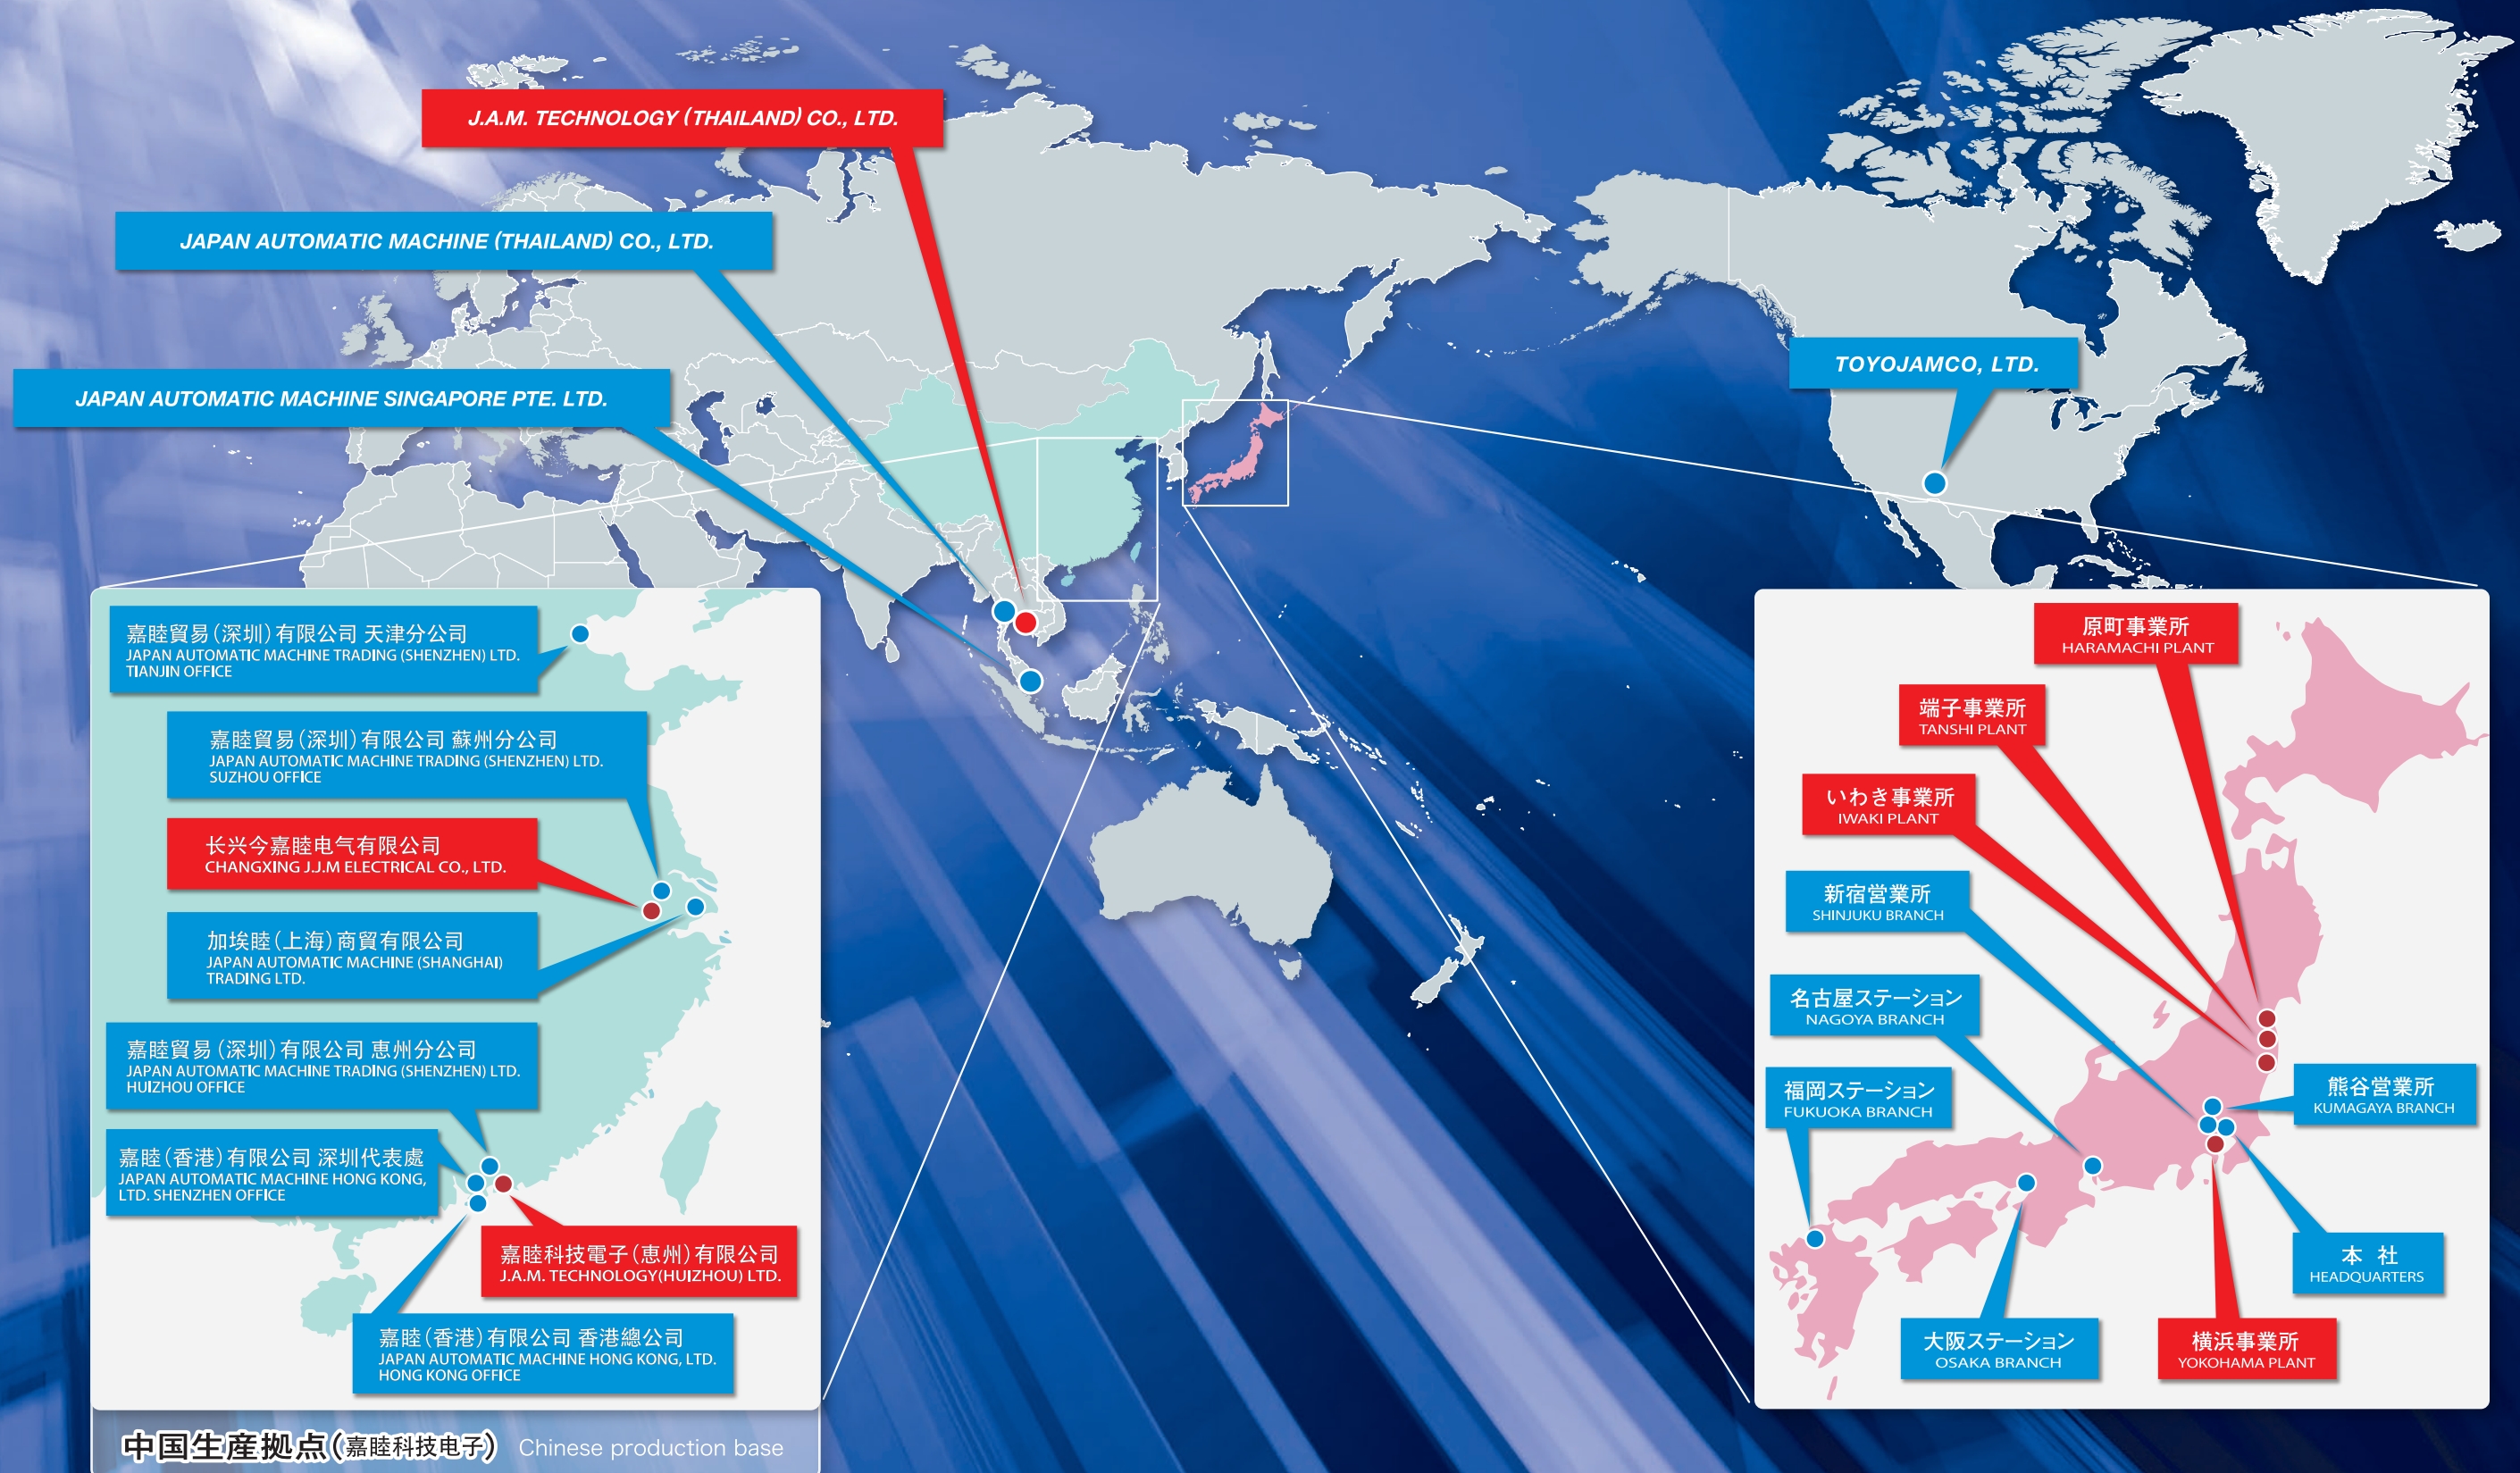 J.A.M. TECHNOLOGY (THAILAND) CO., LTD.
JAPAN AUTOMATIC MACHINE (THAILAND) CO., LTD.
JAPAN AUTOMATIC MACHINE SINGAPORE PTE. LTD.
TOYOJAMCO, LTD.
嘉睦貿易(深圳)有限公司 天津分公司
JAPAN AUTOMATIC MACHINE TRADING (SHENZHEN) LTD.
TIANJIN OFFICE
嘉睦貿易(深圳)有限公司 蘇州分公司
JAPAN AUTOMATIC MACHINE TRADING (SHENZHEN) LTD.
SUZHOU OFFICE
长兴今嘉睦电气有限公司
CHANGXING J.J.M ELECTRICAL CO., LTD.
加埃睦(上海)商貿有限公司
JAPAN AUTOMATIC MACHINE (SHANGHAI)
TRADING LTD.
嘉睦貿易(深圳)有限公司 恵州分公司
JAPAN AUTOMATIC MACHINE TRADING (SHENZHEN) LTD.
HUIZHOU OFFICE
嘉睦(香港)有限公司 深圳代表處
JAPAN AUTOMATIC MACHINE HONG KONG,
LTD. SHENZHEN OFFICE
嘉睦科技電子(恵州)有限公司
J.A.M. TECHNOLOGY(HUIZHOU) LTD.
嘉睦(香港)有限公司 香港總公司
JAPAN AUTOMATIC MACHINE HONG KONG, LTD.
HONG KONG OFFICE
中国生産拠点(嘉睦科技电子) Chinese production base
原町事業所
HARAMACHI PLANT
端子事業所
TANSHI PLANT
いわき事業所
IWAKI PLANT
新宿営業所
SHINJUKU BRANCH
名古屋ステーション
NAGOYA BRANCH
福岡ステーション
FUKUOKA BRANCH
熊谷営業所
KUMAGAYA BRANCH
本 社
HEADQUARTERS
大阪ステーション
OSAKA BRANCH
横浜事業所
YOKOHAMA PLANT